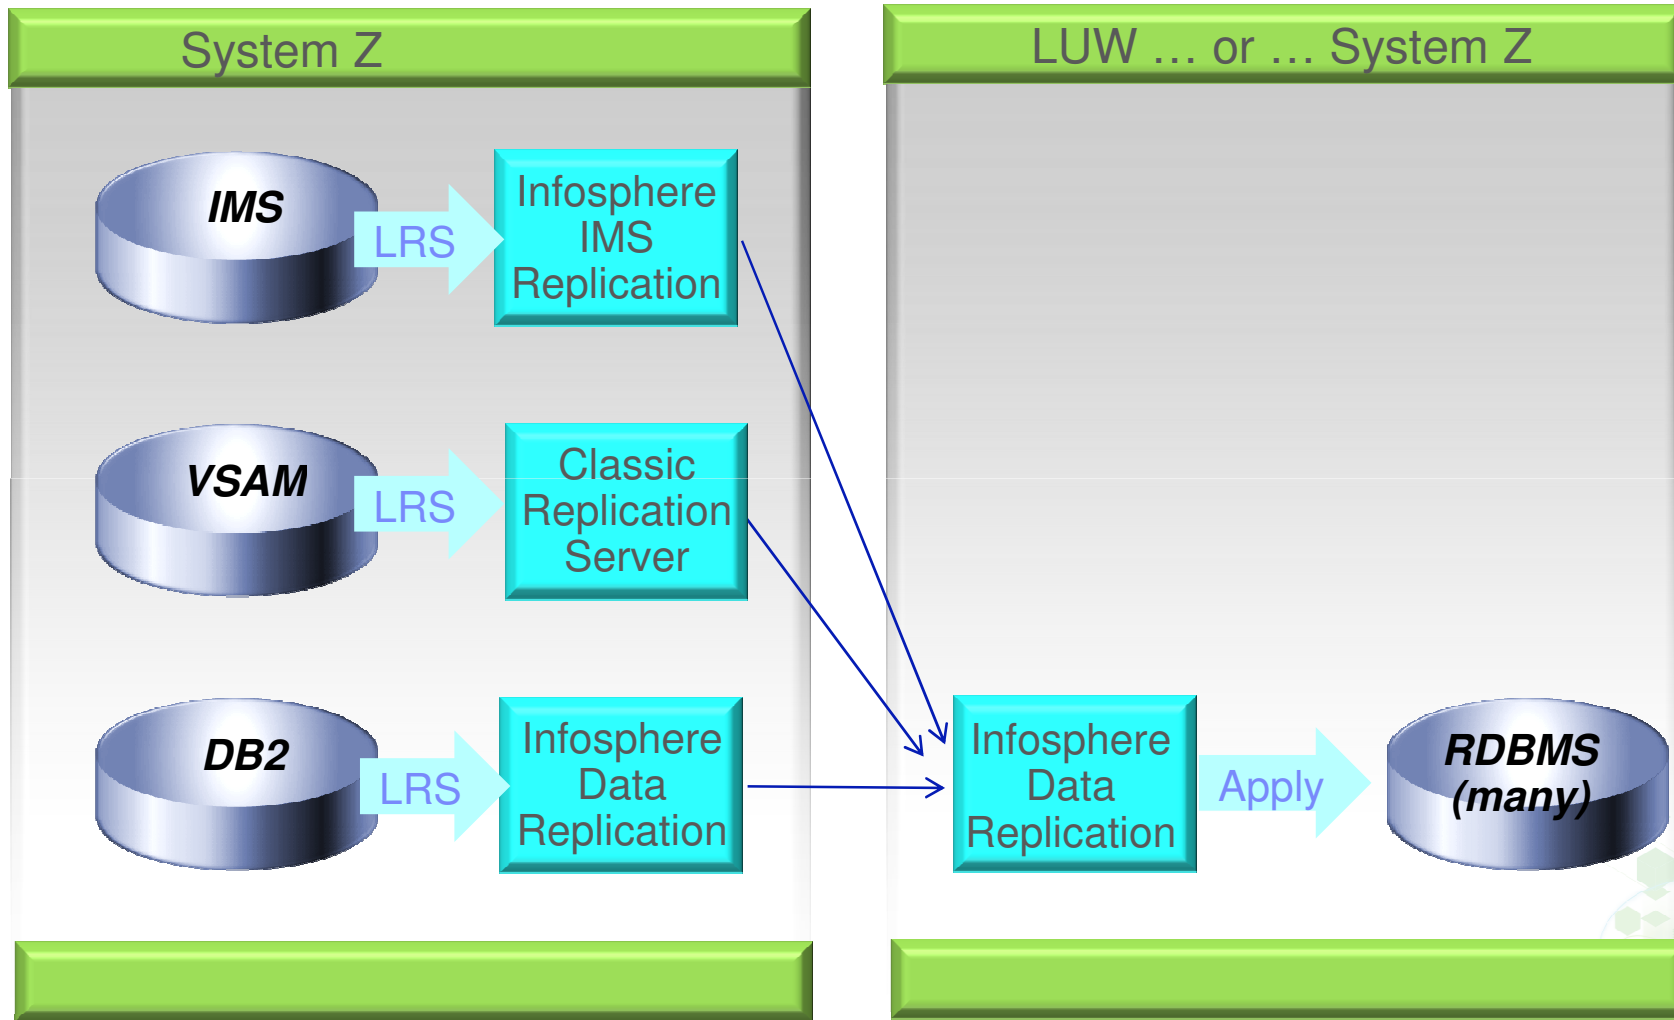 System Z
LUW … or … System Z
IMS
LRS
Infosphere
IMS
Replication
VSAM
LRS
Classic
Replication
Server
DB2
LRS
Infosphere
Data
Replication
Infosphere
Data
Replication
Apply
RDBMS
(many)